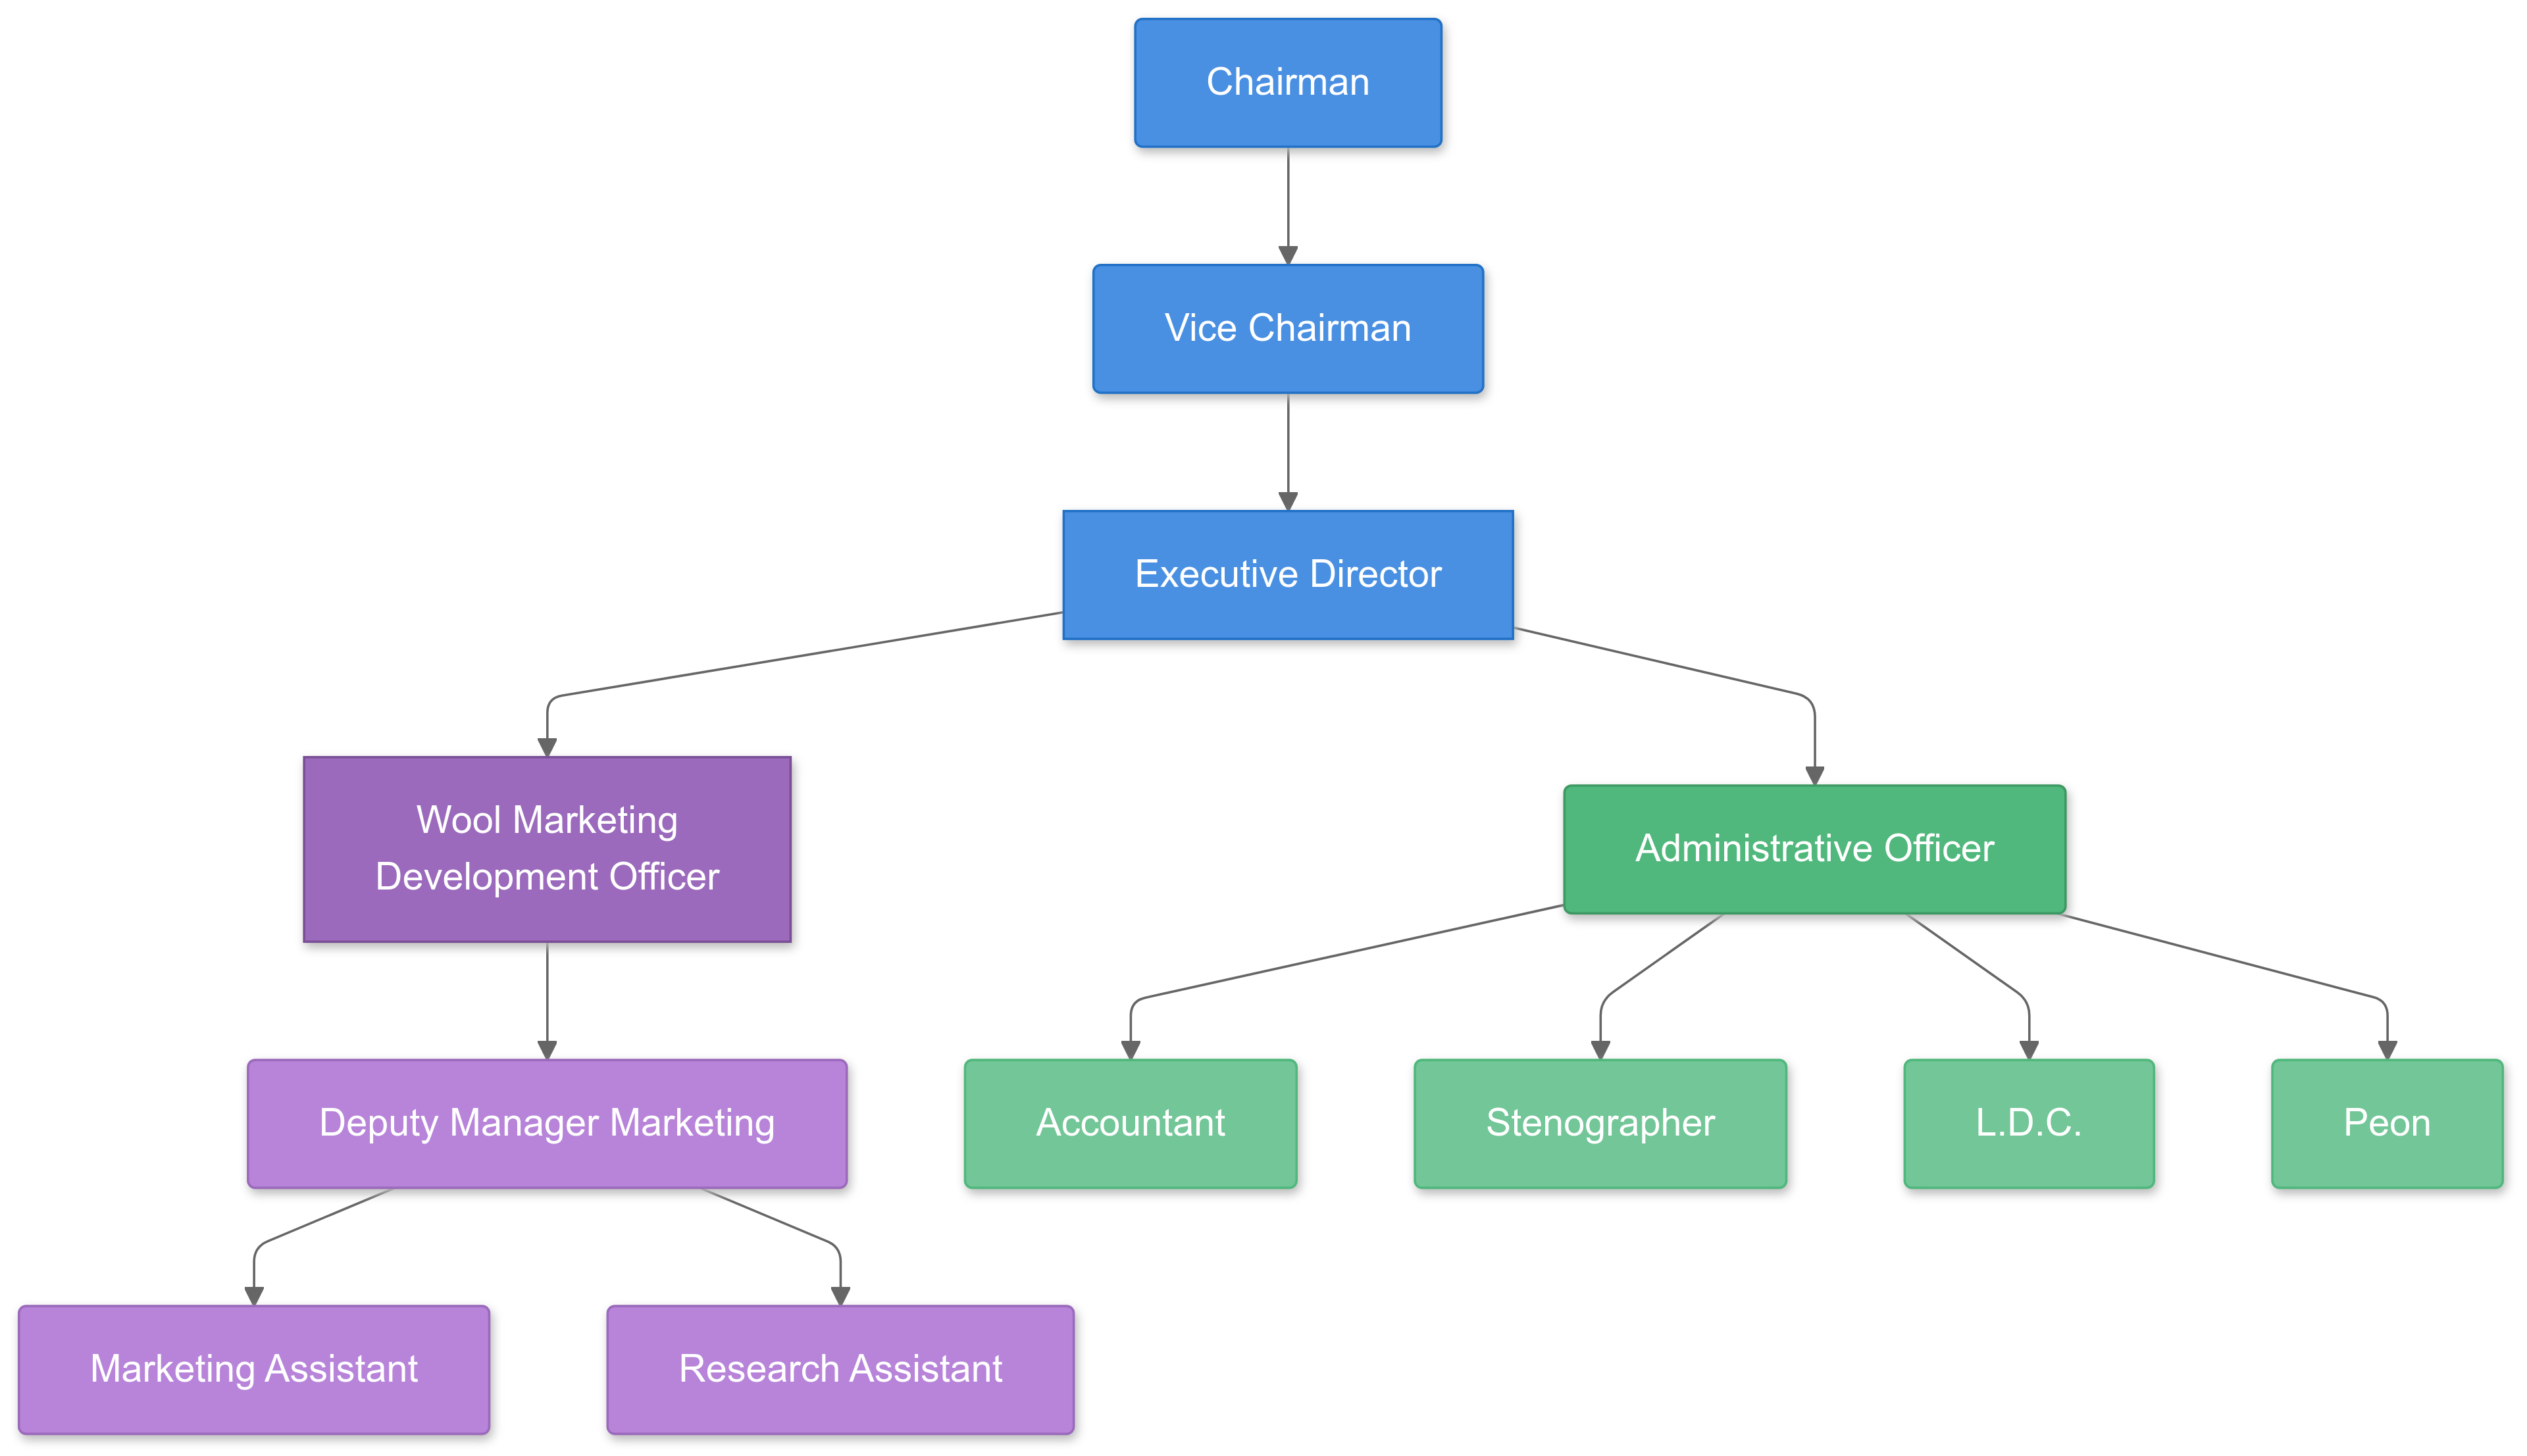 Chairman
Vice Chairman
Executive Director
Wool Marketing
Development Officer
Administrative Officer
Deputy Manager Marketing
Accountant
Stenographer
L.D.C.
Peon
Marketing Assistant
Research Assistant